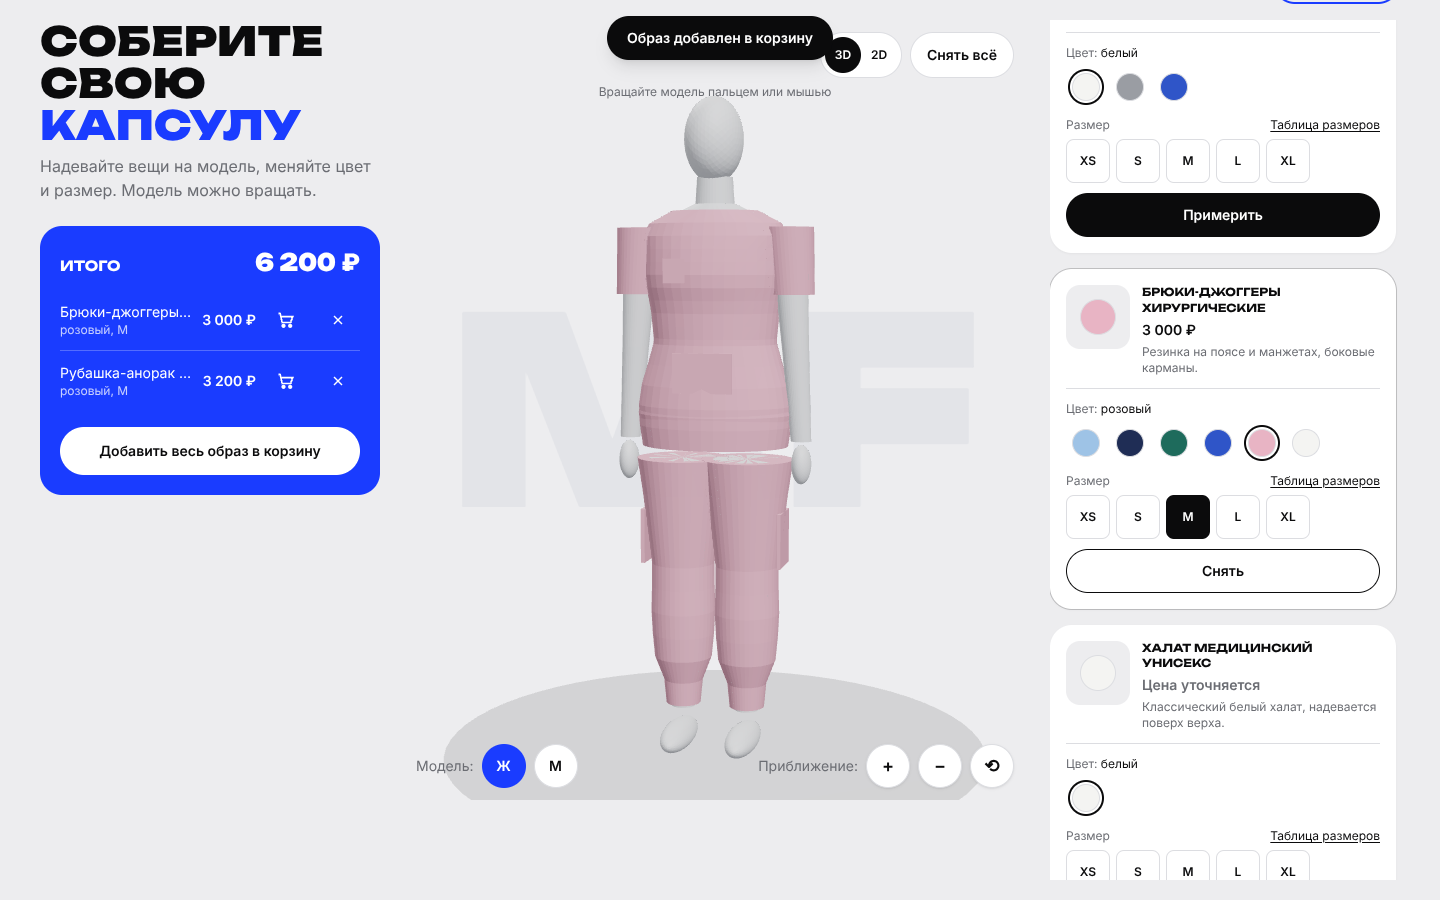 СОБЕРИТЕ
СВОЮ
КАПСУЛУ
Надевайте вещи на модель, меняйте цвет
и размер. Модель можно вращать.
ИТОГО 6 200 ₽
Брюки-джоггеры... 3 000 ₽
розовый, M
Рубашка-анорак ... 3 200 ₽
розовый, M
Добавить весь образ в корзину
Образ добавлен в корзину
3D 2D
Снять всё
Вращайте модель пальцем или мышью
M F
Модель: Ж М
Приближение: + −
Цвет: белый
Размер Таблица размеров
XS S M L XL
Примерить
БРЮКИ-ДЖОГГЕРЫ
ХИРУРГИЧЕСКИЕ
3 000 ₽
Резинка на поясе и манжетах, боковые
карманы.
Цвет: розовый
Размер Таблица размеров
XS S M L XL
Снять
ХАЛАТ МЕДИЦИНСКИЙ
УНИСЕКС
Цена уточняется
Классический белый халат, надевается
поверх верха.
Цвет: белый
Размер Таблица размеров
XS S M L XL